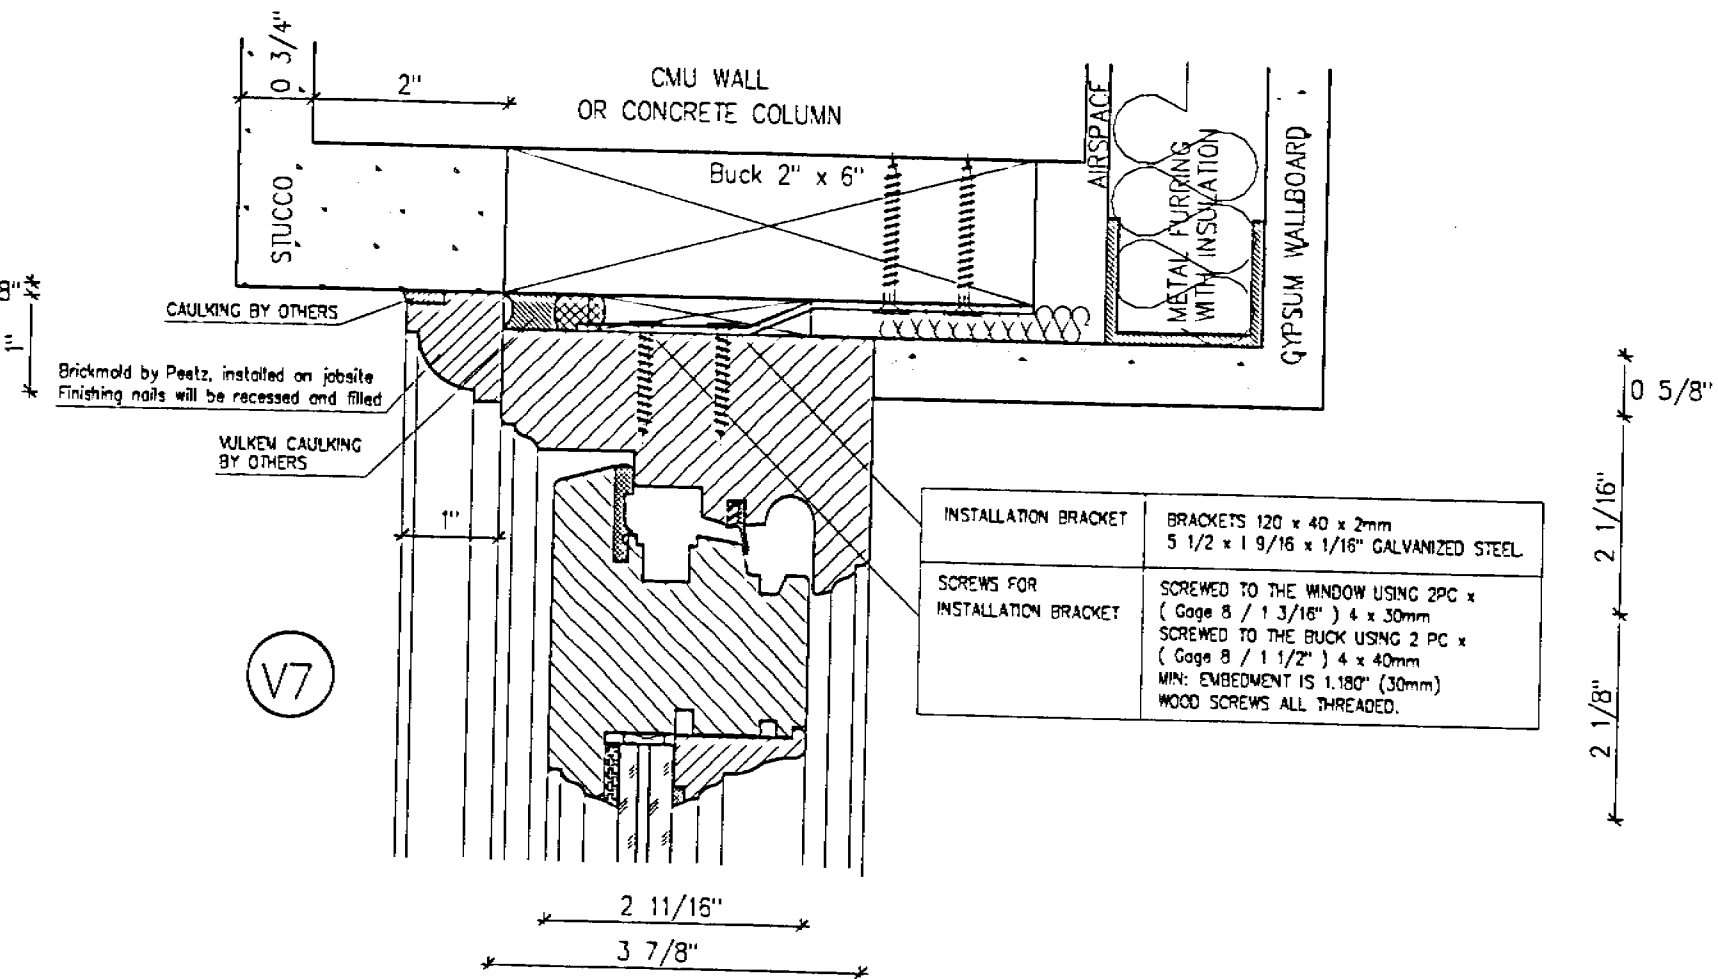 0 3/4"
2"
CMU WALL
OR CONCRETE COLUMN
Buck 2" x 6"
STUCCO
AIRSPACE
METAL FURRING
WITH INSULATION
GYPSUM WALLBOARD
8"
1"
CAULKING BY OTHERS
Brickmold by Peetz, installed on jobsite
Finishing nails will be recessed and filled
VULKEM CAULKING
BY OTHERS
1"
V7
INSTALLATION BRACKET
BRACKETS 120 x 40 x 2mm
5 1/2 x 1 9/16 x 1/16" GALVANIZED STEEL
SCREWS FOR
INSTALLATION BRACKET
SCREWED TO THE WINDOW USING 2PC x
( Gage 8 / 1 3/16" ) 4 x 30mm
SCREWED TO THE BUCK USING 2 PC x
( Gage 8 / 1 1/2" ) 4 x 40mm
MIN: EMBEDMENT IS 1.180" (30mm)
WOOD SCREWS ALL THREADED.
0 5/8"
2 1/16"
2 1/8"
2 11/16"
3 7/8"